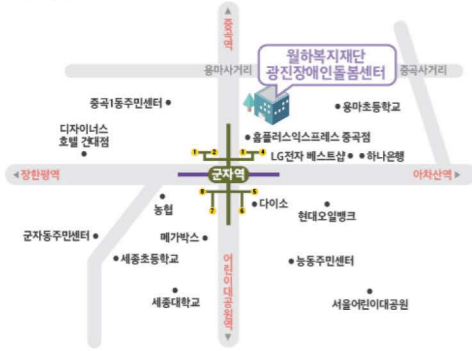 중곡역
월하복지재단
광진장애인돌봄센터
용마사거리
중곡사거리
중곡1동주민센터
용마초등학교
디자이너스
호텔 건대점
홈플러스익스프레스 중곡점
LG전자 베스트샵
하나은행
1 2 3 4
장한평역
군자역
아차산역
8 5
7 6
농협
다이소
현대오일뱅크
군자동주민센터
메가박스
세종초등학교
능동주민센터
어린이대공원역
세종대학교
서울어린이대공원